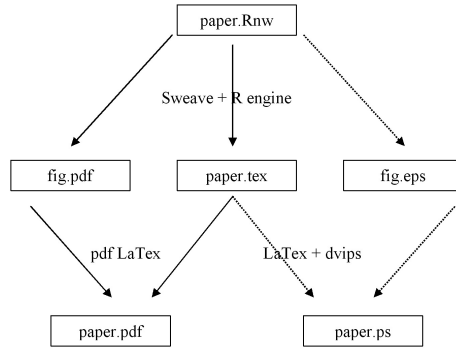 paper.Rnw
Sweave + R engine
fig.pdf
paper.tex
fig.eps
pdf LaTex
LaTex + dvips
paper.pdf
paper.ps